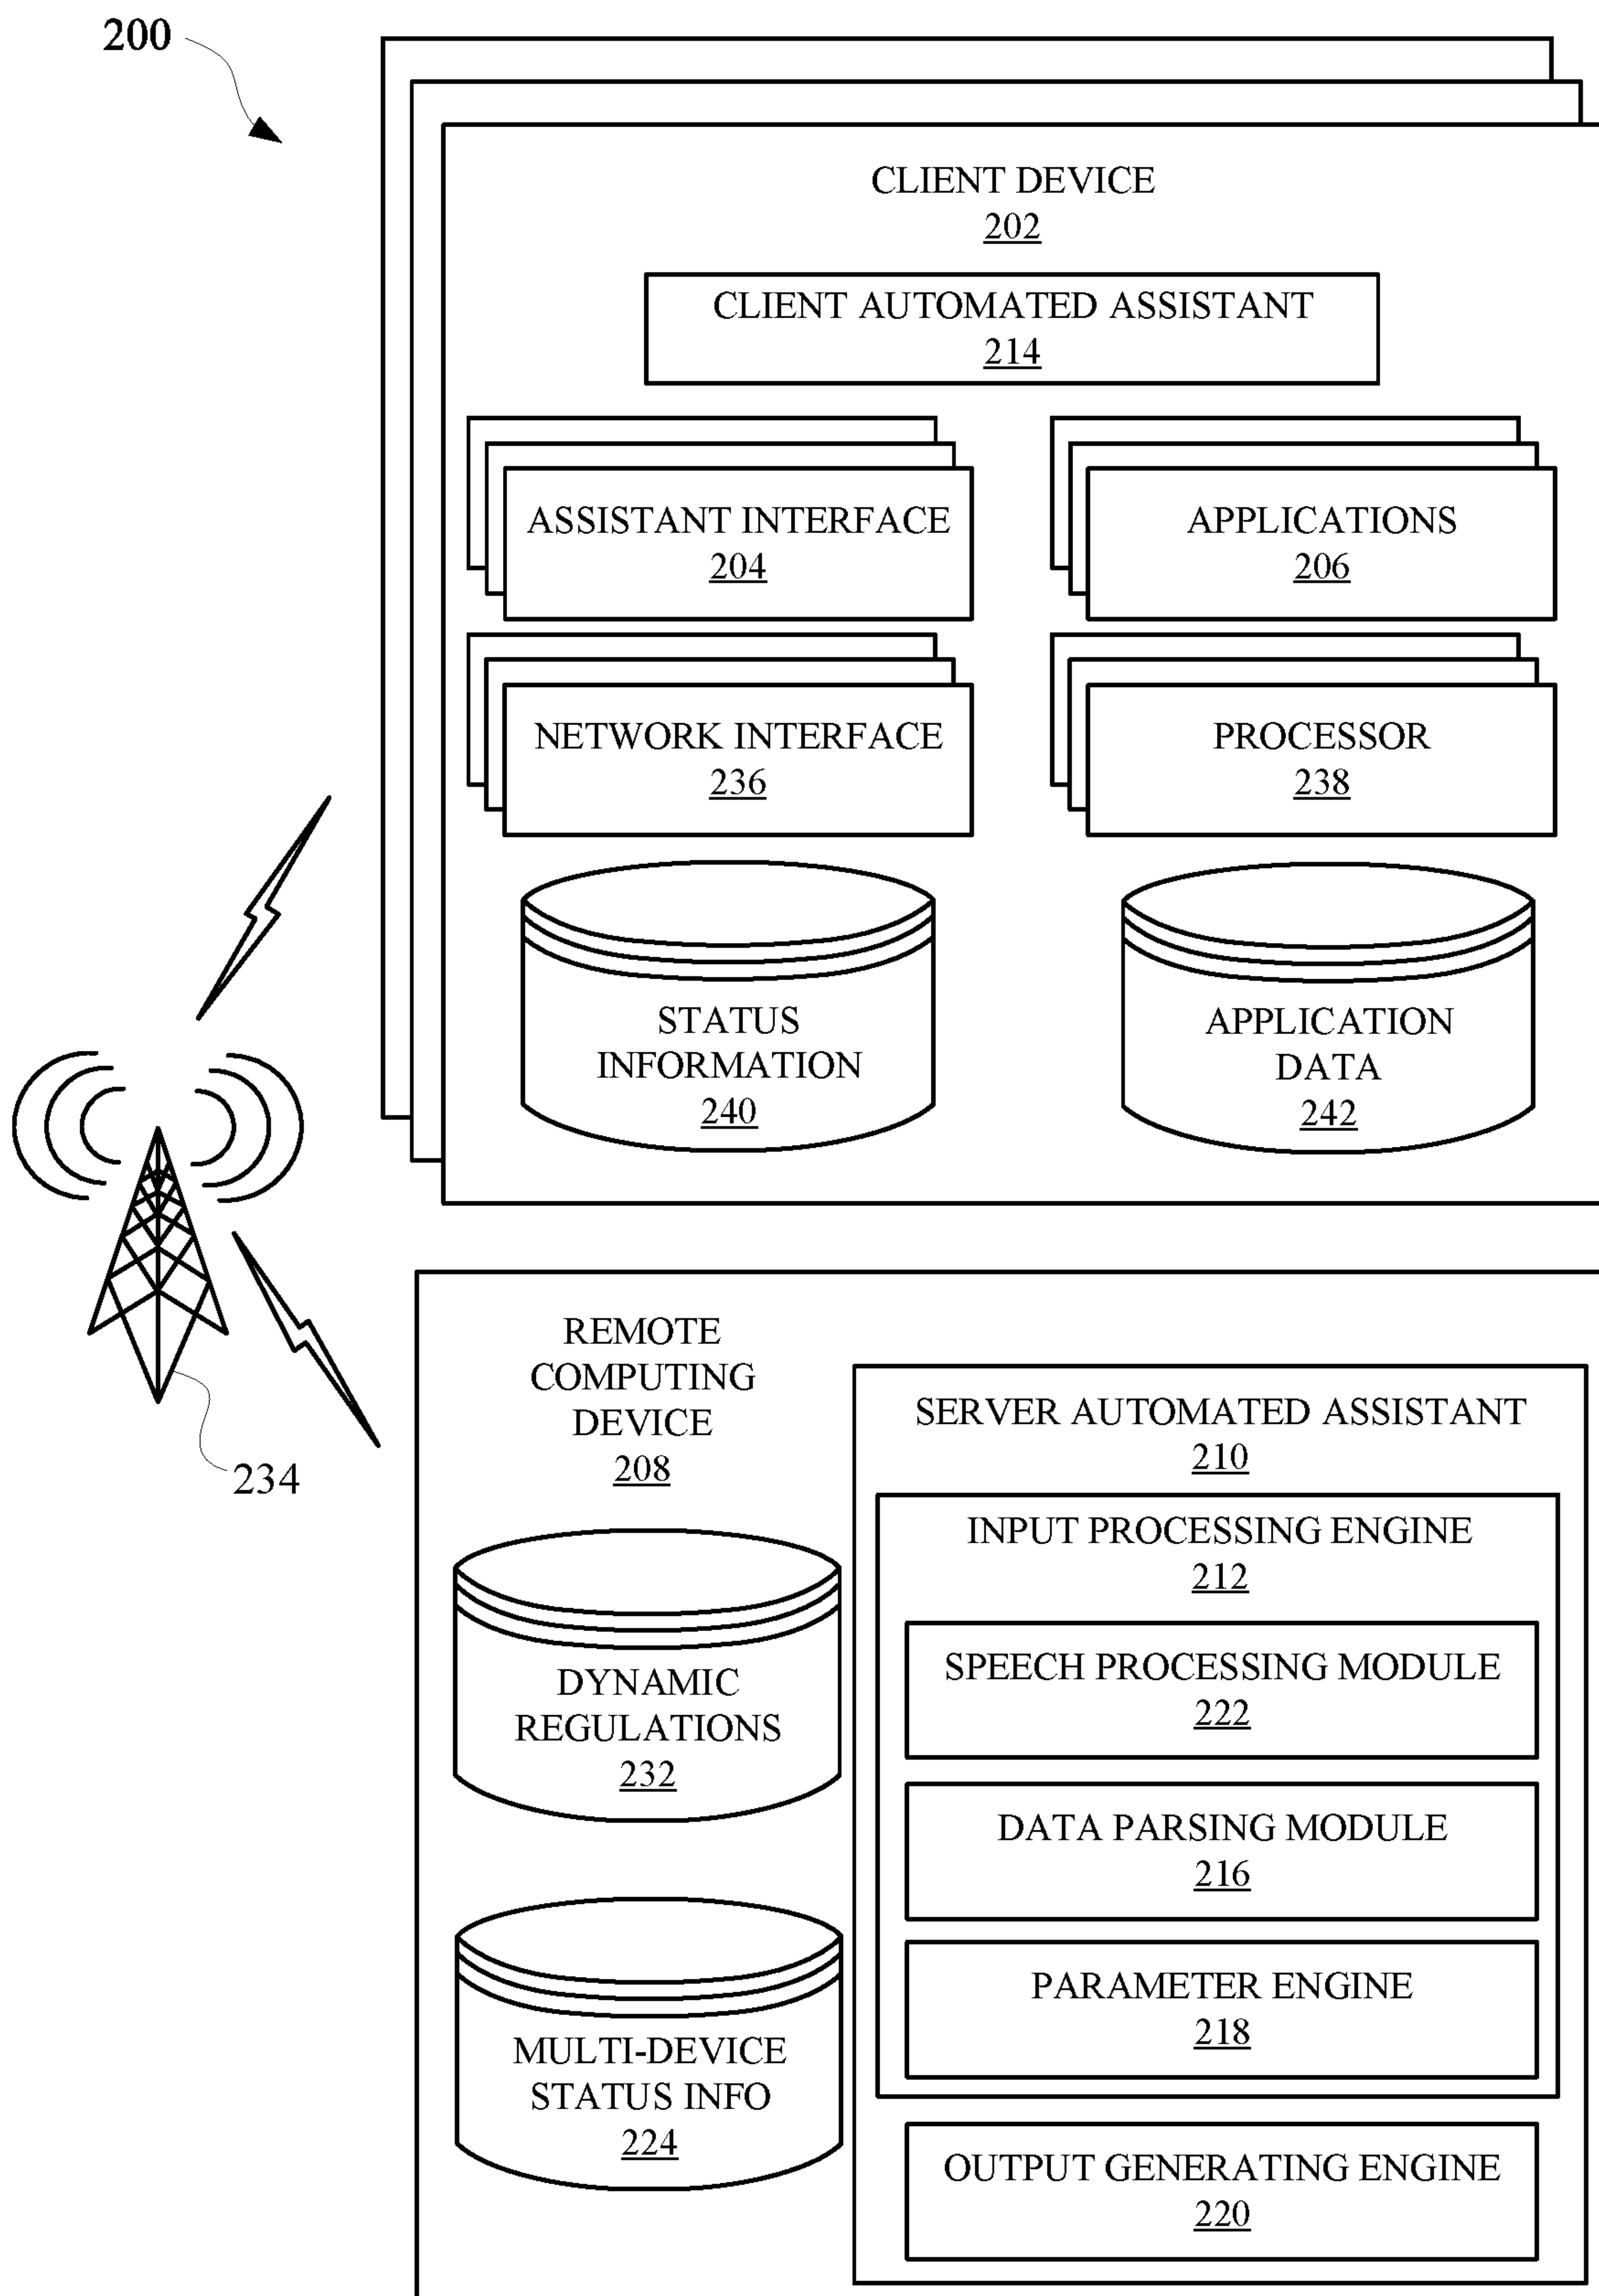 200
CLIENT DEVICE
202
CLIENT AUTOMATED ASSISTANT
214
ASSISTANT INTERFACE
204
APPLICATIONS
206
NETWORK INTERFACE
236
PROCESSOR
238
STATUS
INFORMATION
240
APPLICATION
DATA
242
234
REMOTE
COMPUTING
DEVICE
208
DYNAMIC
REGULATIONS
232
MULTI-DEVICE
STATUS INFO
224
SERVER AUTOMATED ASSISTANT
210
INPUT PROCESSING ENGINE
212
SPEECH PROCESSING MODULE
222
DATA PARSING MODULE
216
PARAMETER ENGINE
218
OUTPUT GENERATING ENGINE
220